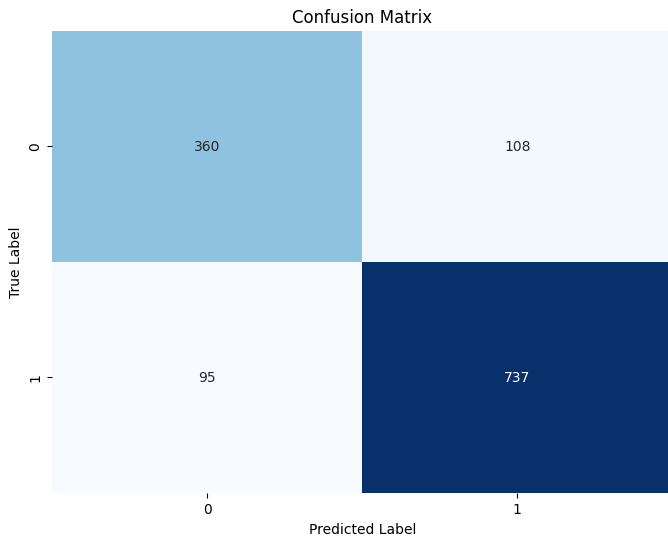 Confusion Matrix
True Label
0
360
108
1
95
737
0
1
Predicted Label